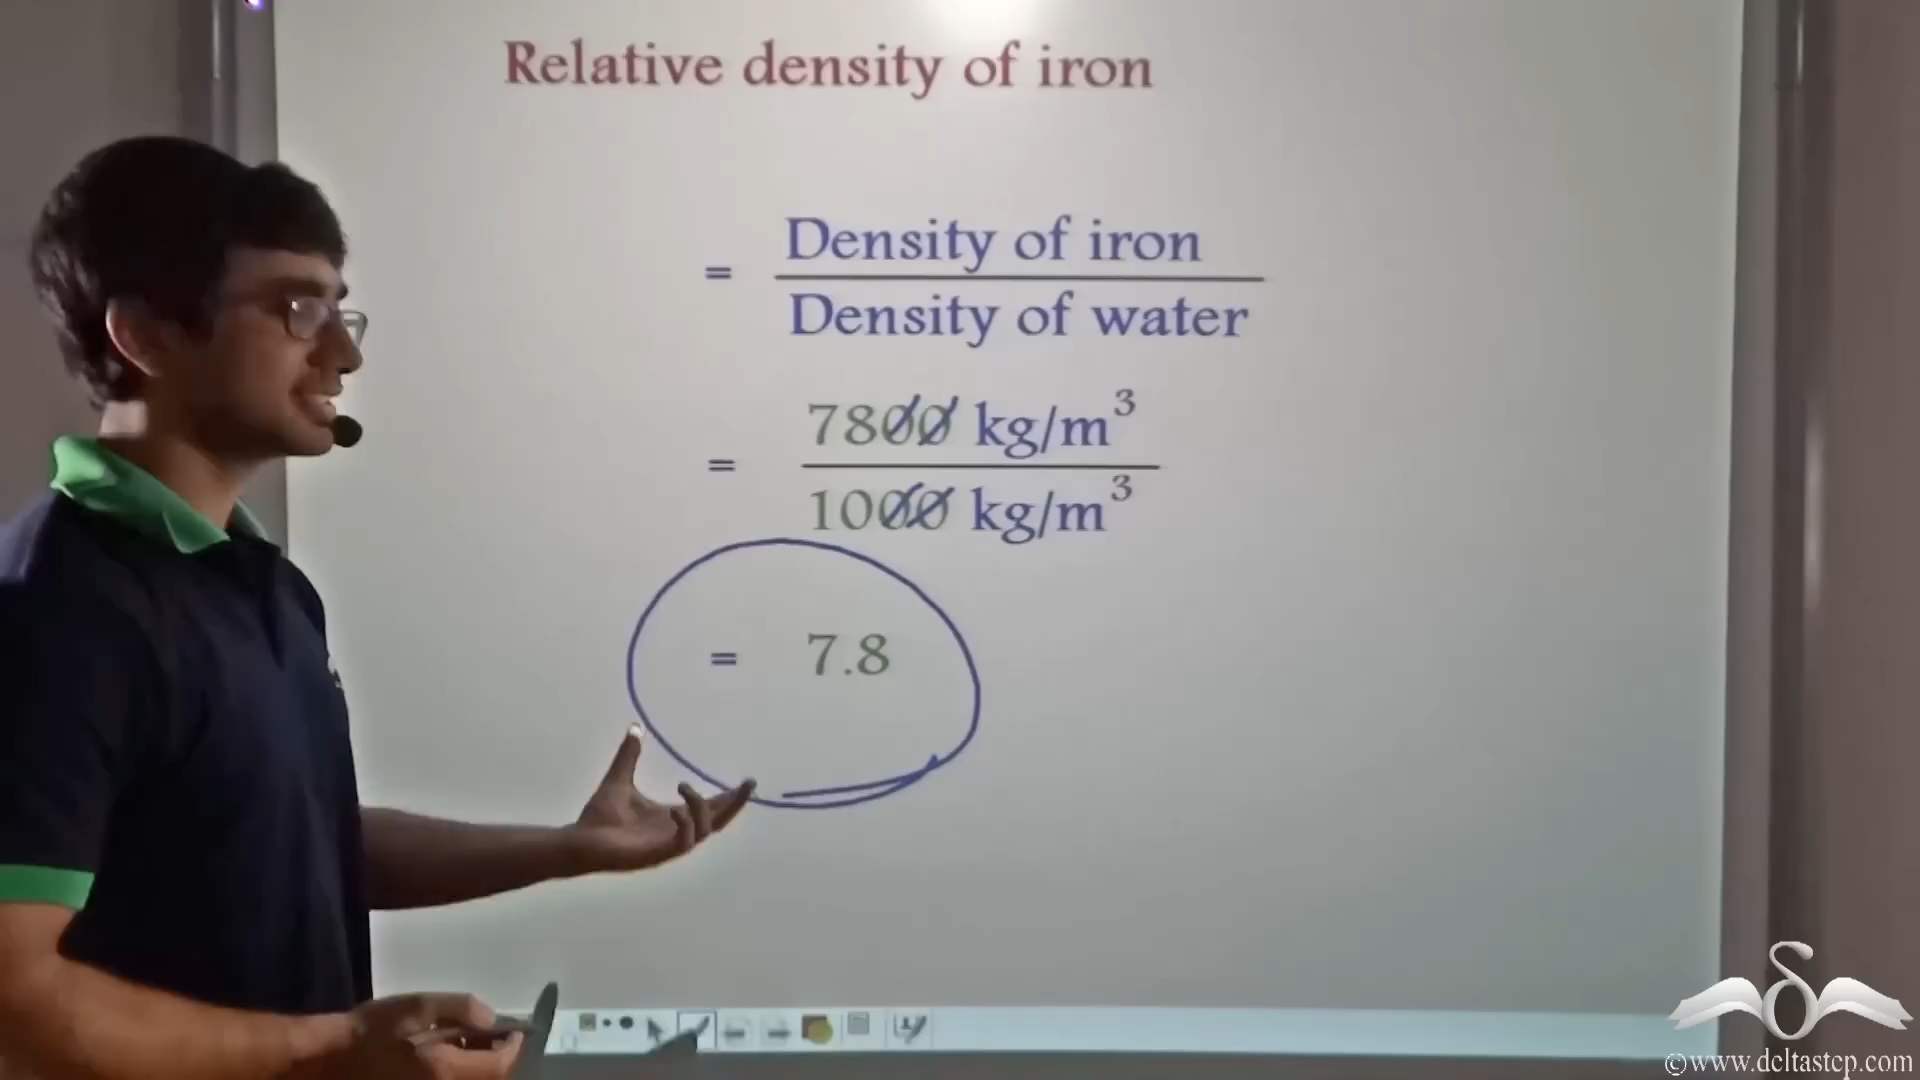 Relative density of iron
= Density of iron
Density of water
= 7800 kg/m³
1000 kg/m³
= 7.8
©www.deltastep.com